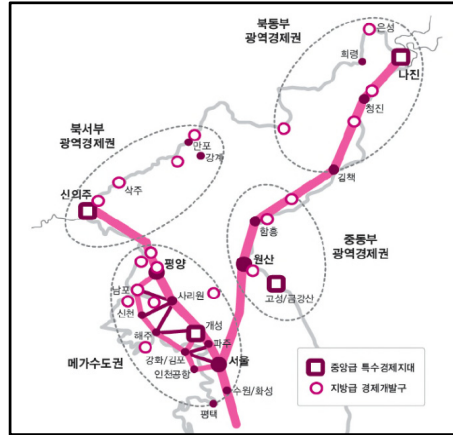 북동부
광역경제권
은성
회령
나진
청진
북서부
광역경제권
만포
강계
김책
삭주
신의주
함흥
중동부
광역경제권
원산
평양
고성/금강산
남포
사리원
신천
개성
해주
파주
메가수도권
강화/김포
서울
인천공항
수원/화성
평택
중앙급 특수경제지대
지방급 경제개발구